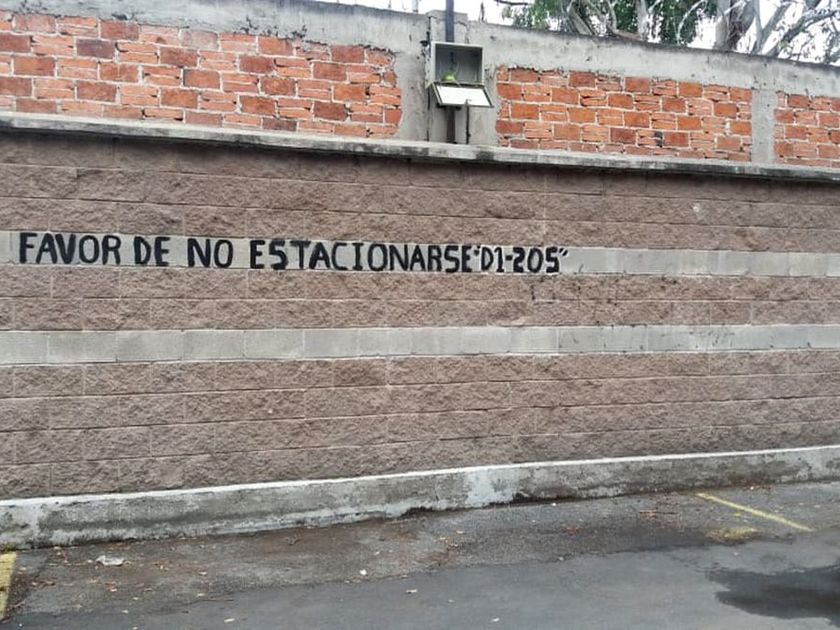 FAVOR DE NO ESTACIONARSE "D1-205"